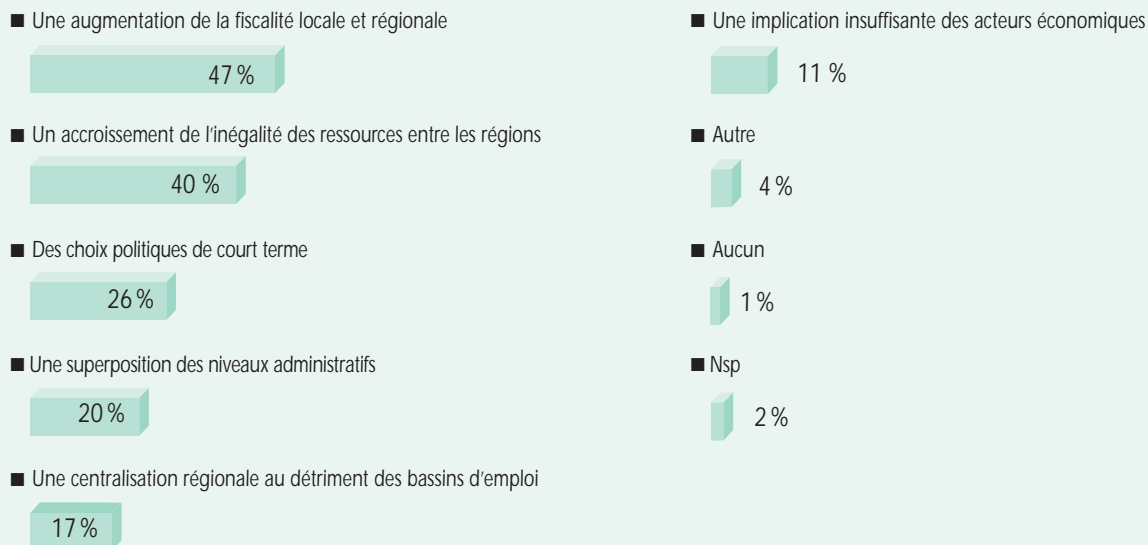 ■ Une augmentation de la fiscalité locale et régionale
47 %
■ Un accroissement de l'inégalité des ressources entre les régions
40 %
■ Des choix politiques de court terme
26 %
■ Une superposition des niveaux administratifs
20 %
■ Une centralisation régionale au détriment des bassins d'emploi
17 %
■ Une implication insuffisante des acteurs économiques
11 %
■ Autre
4 %
■ Aucun
1 %
■ Nsp
2 %